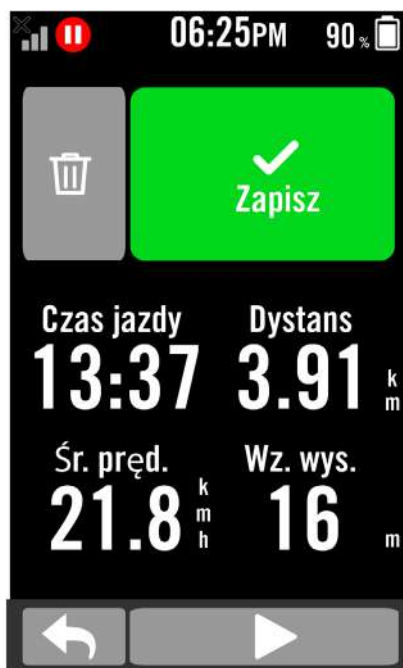 06:25PM 90%
Zapisz
Czas jazdy Dystans
13:37 3.91 km
Śr. pręd. Wz. wys.
21.8 kmh 16 m